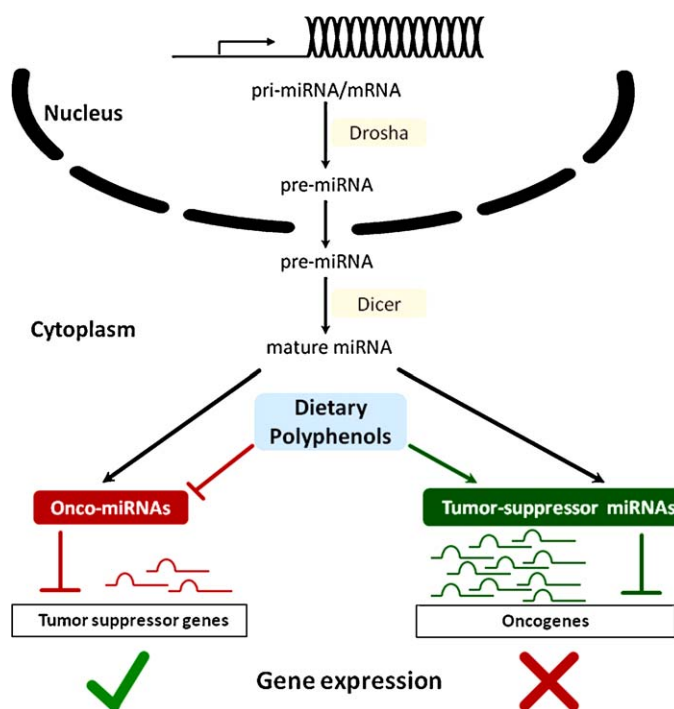 pri-miRNA/mRNA
Nucleus
Drosha
pre-miRNA
pre-miRNA
Dicer
Cytoplasm
mature miRNA
Dietary
Polyphenols
Onco-miRNAs
Tumor-suppressor miRNAs
Tumor suppressor genes
Oncogenes
Gene expression